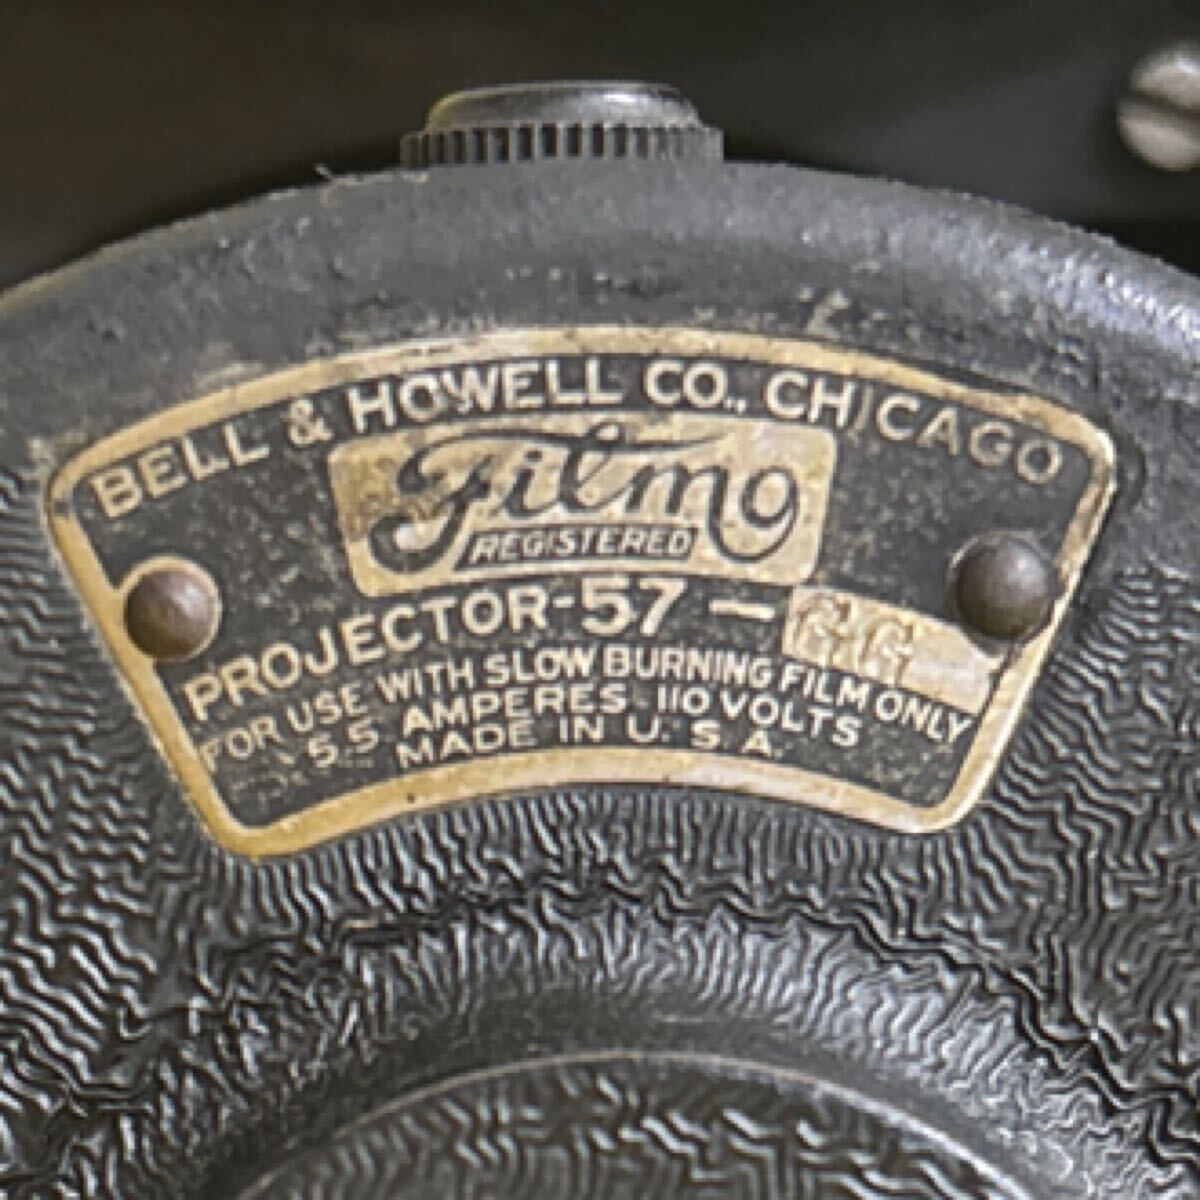 BELL & HOWELL CO., CHICAGO
Filmo
REGISTERED
PROJECTOR-57 - GG
FOR USE WITH SLOW BURNING FILM ONLY
5.5 AMPERES 110 VOLTS
MADE IN U.S.A.